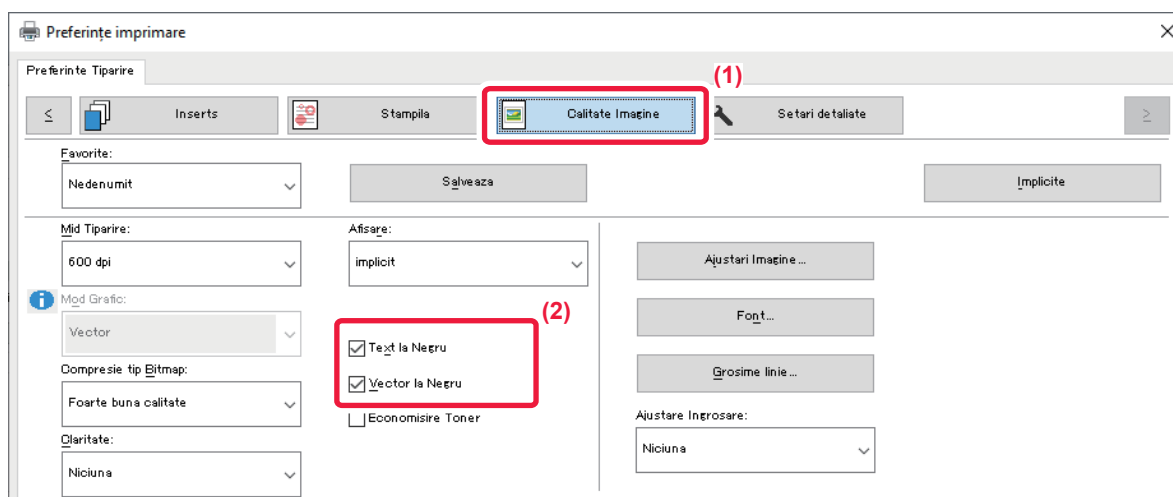 Preferințe imprimare
Preferinte Tiparire
(1)
< Inserts Stampila Calitate Imagine Setari detaliate >
Favorite:
Nedenumit Salveaza Implicite
Mid Tiparire: Afisare:
600 dpi implicit Ajustari Imagine...
Mod Grafic: (2)
Vector Font...
Text la Negru
Compresie tip Bitmap: Vector la Negru Grosime linie...
Foarte buna calitate Economisire Toner Ajustare Ingrosare:
Claritate:
Niciuna Niciuna